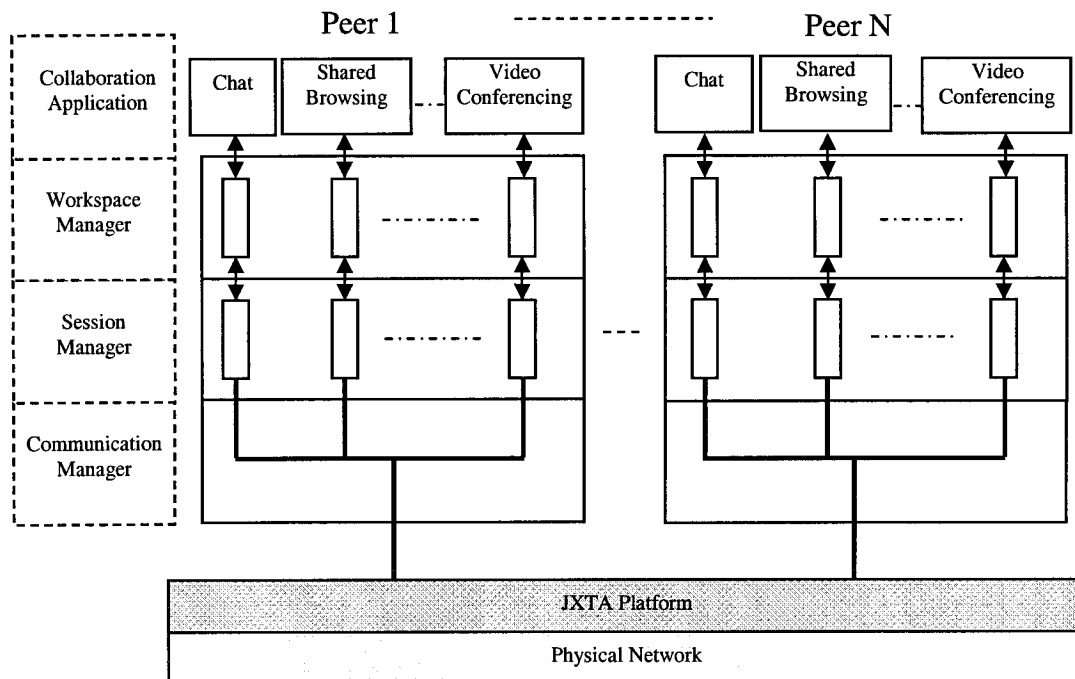 Peer 1
Peer N
Collaboration
Application
Chat
Shared
Browsing
Video
Conferencing
Chat
Shared
Browsing
Video
Conferencing
Workspace
Manager
Session
Manager
Communication
Manager
JXTA Platform
Physical Network